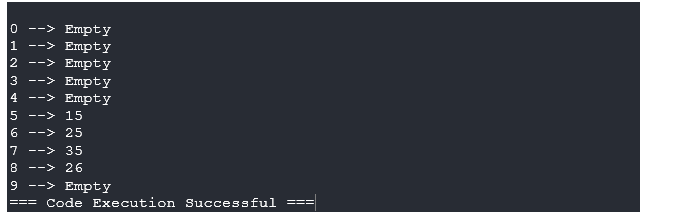 0 --> Empty
1 --> Empty
2 --> Empty
3 --> Empty
4 --> Empty
5 --> 15
6 --> 25
7 --> 35
8 --> 26
9 --> Empty
=== Code Execution Successful ===